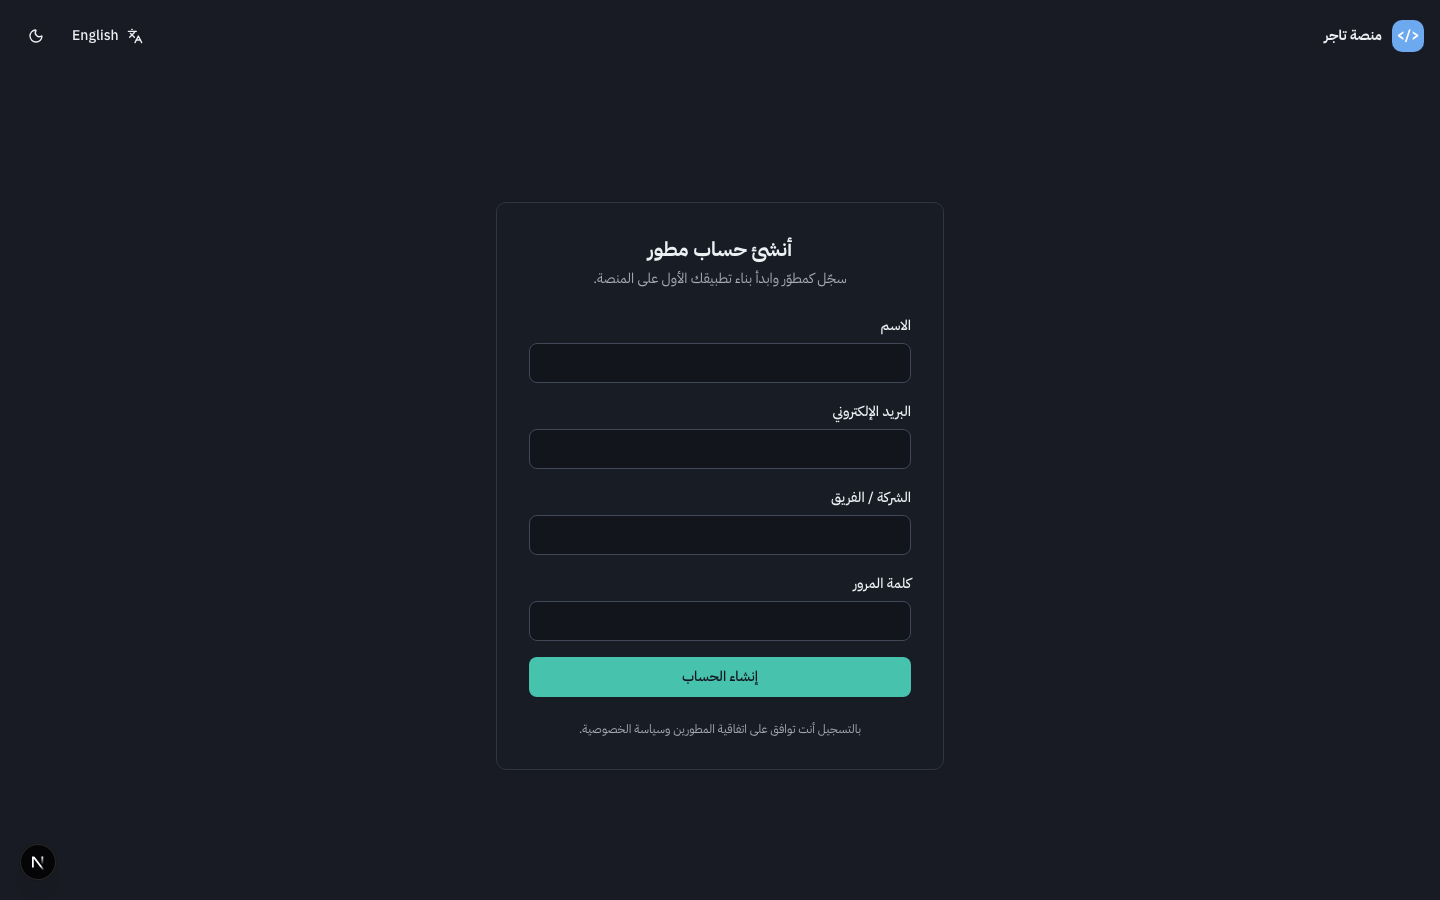 </> منصة تاجر
English
أنشئ حساب مطور
سجّل كمطوّر وابدأ بناء تطبيقك الأول على المنصة.
الاسم
البريد الإلكتروني
الشركة / الفريق
كلمة المرور
إنشاء الحساب
بالتسجيل أنت توافق على اتفاقية المطورين وسياسة الخصوصية.
N